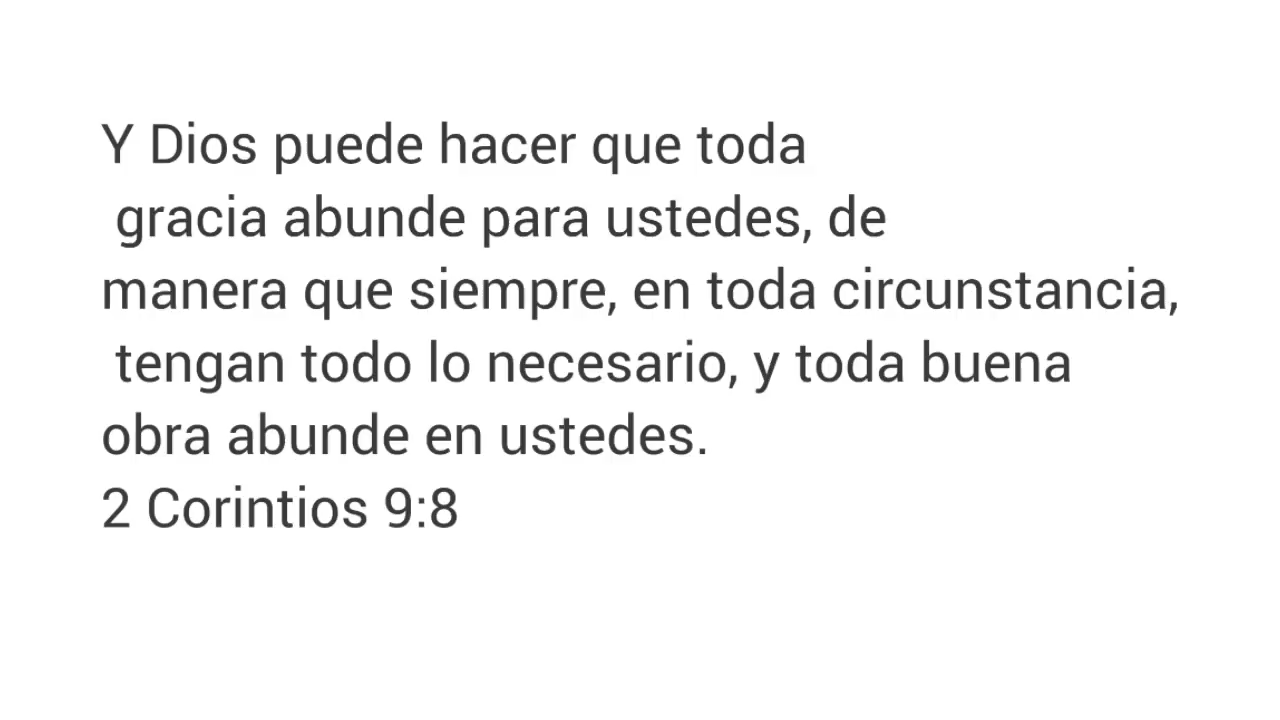 Y Dios puede hacer que toda
gracia abunde para ustedes, de
manera que siempre, en toda circunstancia,
tengan todo lo necesario, y toda buena
obra abunde en ustedes.
2 Corintios 9:8